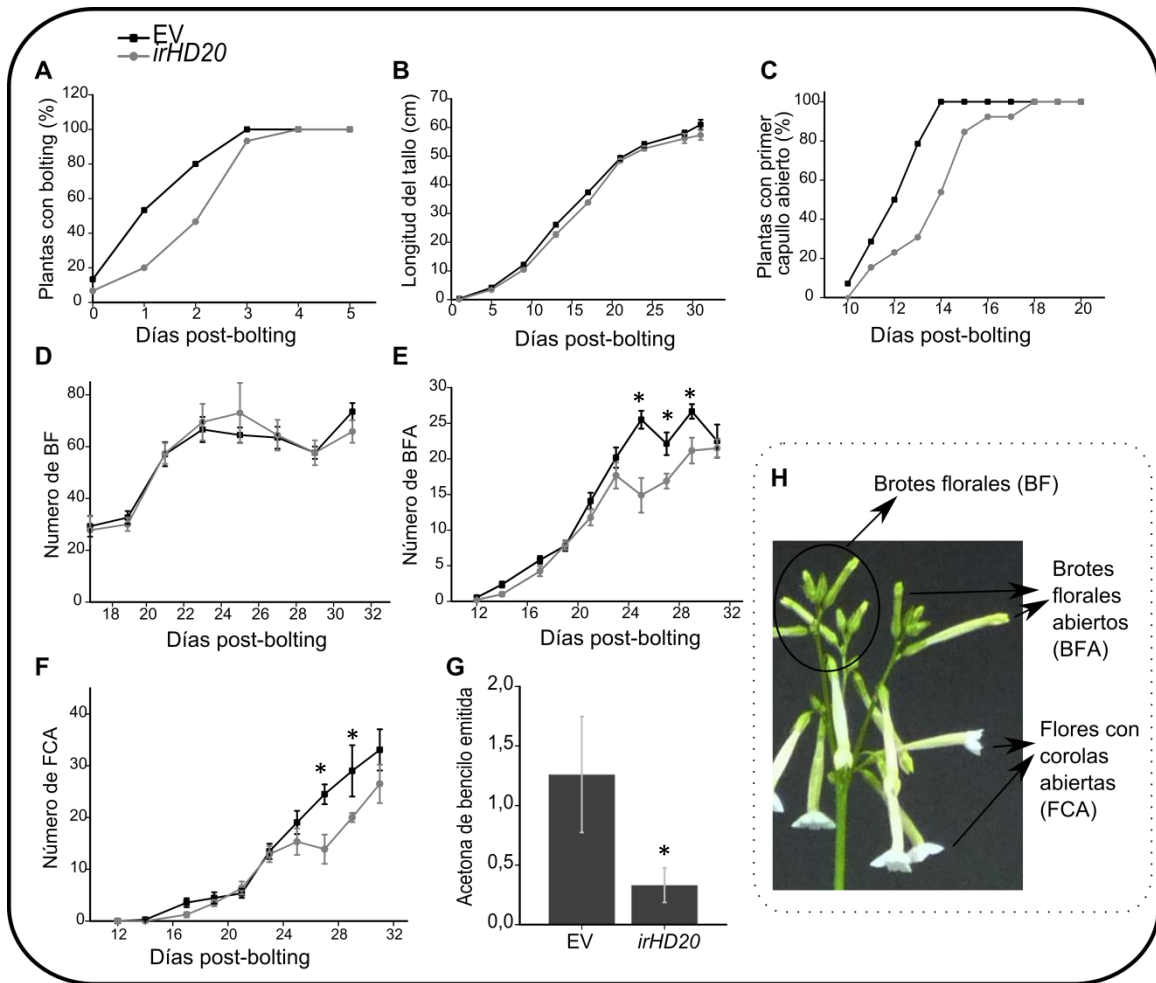 EV
irHD20
A
Plantas con bolting (%)
120
100
80
60
40
20
0
0 1 2 3 4 5
Días post-bolting
B
Longitud del tallo (cm)
70
60
50
40
30
20
10
0
0 5 10 15 20 25 30
Días post-bolting
C
Plantas con primer
capullo abierto (%)
100
80
60
40
20
0
10 12 14 16 18 20
Días post-bolting
D
Número de BF
80
60
40
20
0
18 20 22 24 26 28 30 32
Días post-bolting
E
Número de BFA
30
25
20
15
10
5
0
12 16 20 24 28 32
* * *
Días post-bolting
F
Número de FCA
40
30
20
10
0
12 16 20 24 28 32
* *
Días post-bolting
G
Acetona de bencilo emitida
2,0
1,5
1,0
0,5
0,0
*
EV irHD20
H
Brotes florales (BF)
Brotes
florales
abiertos
(BFA)
Flores con
corolas
abiertas
(FCA)